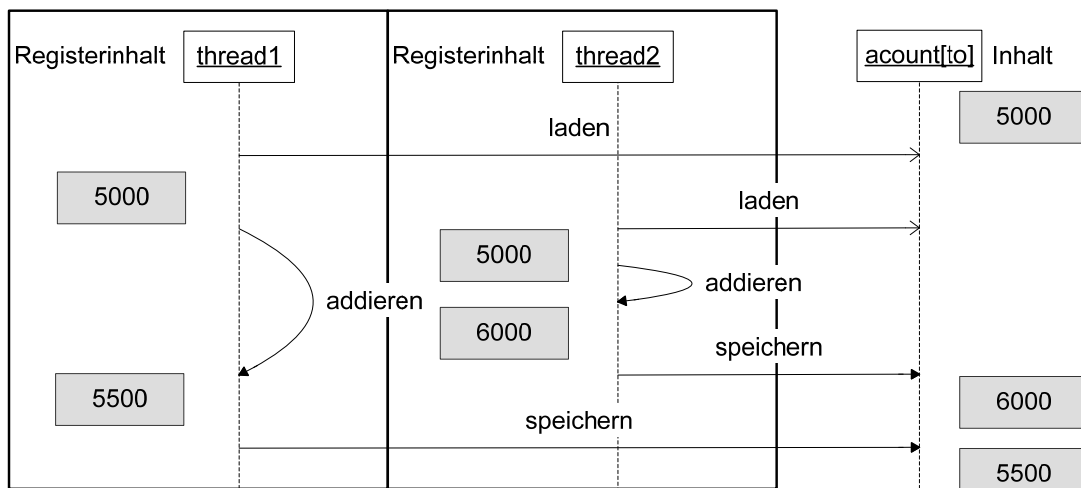 Registerinhalt thread1 Registerinhalt thread2 acount[to] Inhalt
5000
laden
5000
laden
5000
addieren
addieren
6000
speichern
5500
6000
speichern
5500